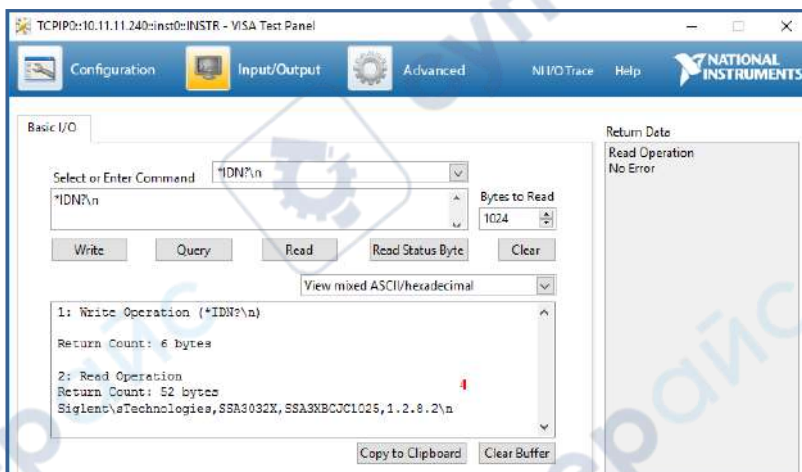 TCPIP0::10.11.11.240::inst0::INSTR - VISA Test Panel
Configuration Input/Output Advanced NI I/O Trace Help NATIONAL INSTRUMENTS
Basic I/O
Return Data
Read Operation
No Error
Select or Enter Command *IDN?\n
*IDN?\n
Bytes to Read
1024
Write Query Read Read Status Byte Clear
View mixed ASCII/hexadecimal
1: Write Operation (*IDN?\n)
Return Count: 6 bytes
2: Read Operation
Return Count: 52 bytes
Siglent\sTechnologies,SSA3032X,SSA3XBCJC1025,1.2.8.2\n
4
Copy to Clipboard Clear Buffer